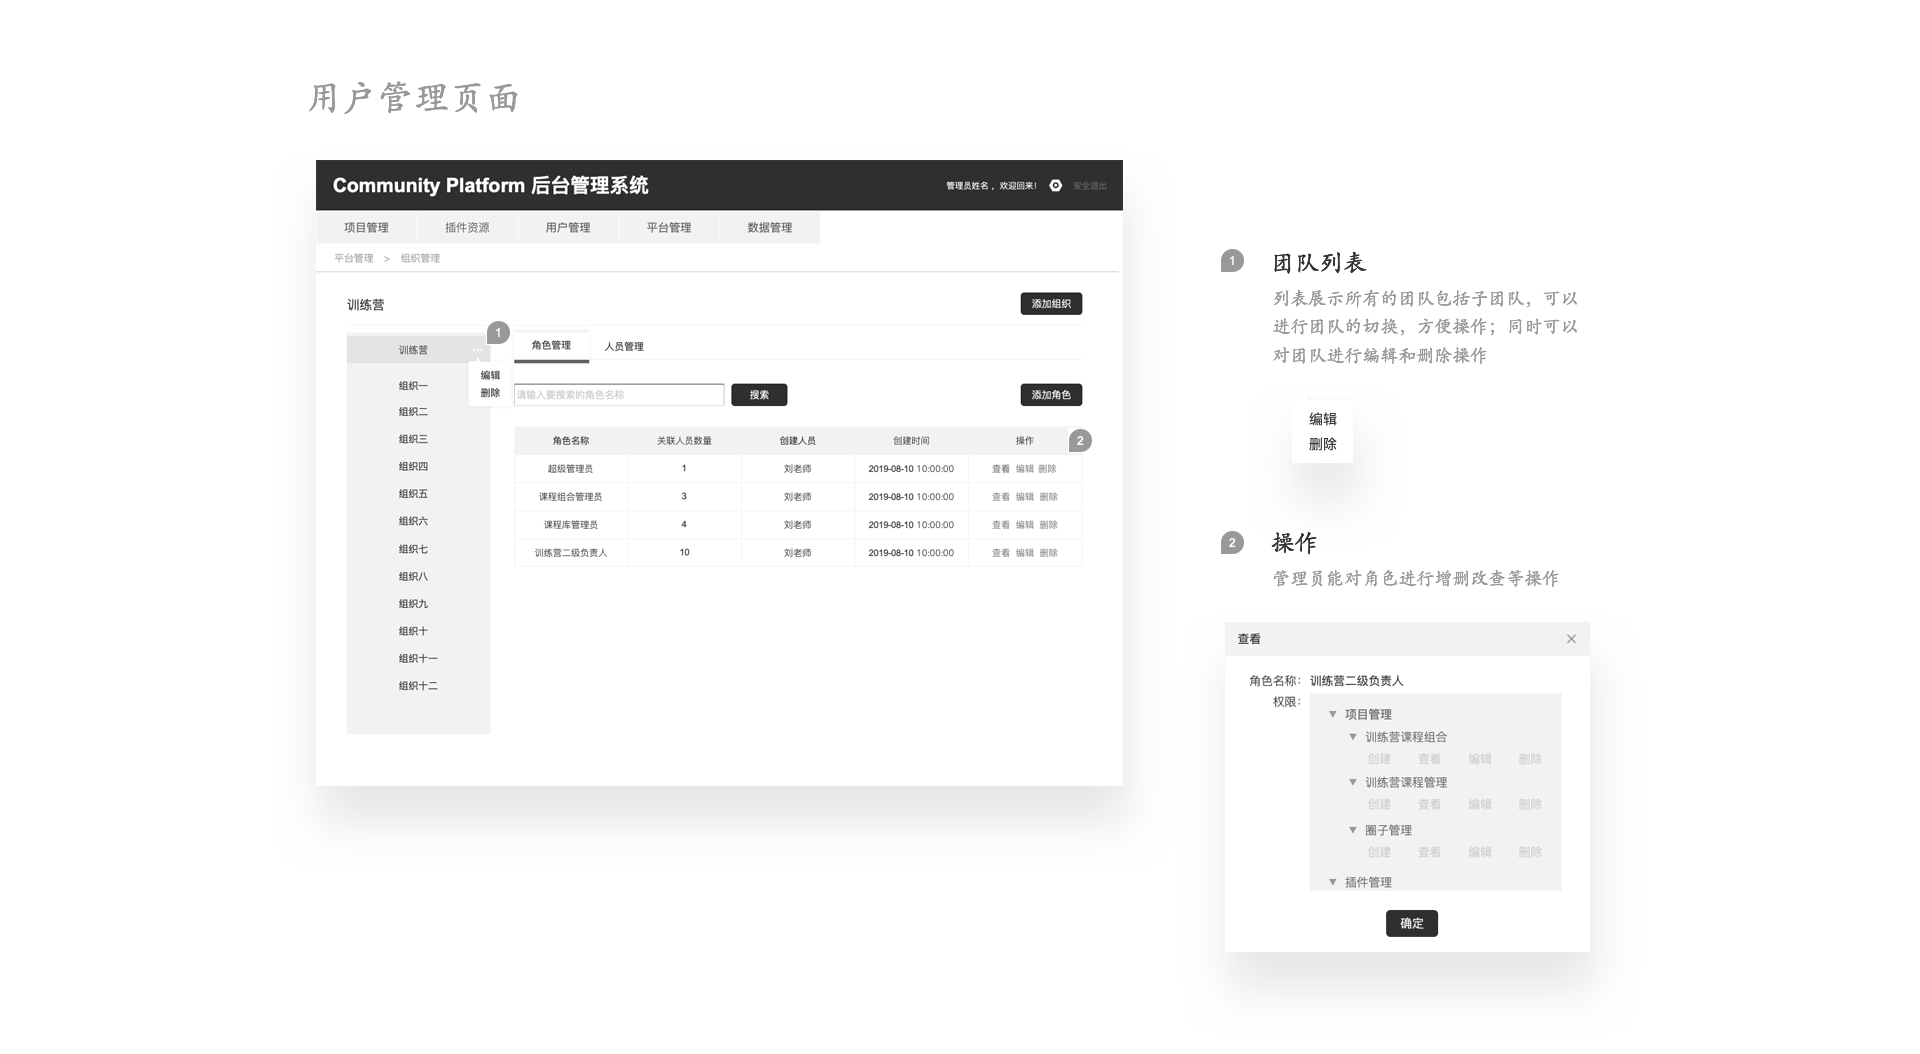 用户管理页面
Community Platform 后台管理系统
管理员姓名，欢迎回来!
安全退出
项目管理 插件资源 用户管理 平台管理 数据管理
平台管理 > 组织管理
训练营
添加组织
训练营 ...
1
编辑
删除
组织一
组织二
组织三
组织四
组织五
组织六
组织七
组织八
组织九
组织十
组织十一
组织十二
角色管理 人员管理
请输入要搜索的角色名称 搜索 添加角色
角色名称 关联人员数量 创建人员 创建时间 操作 2
超级管理员 1 刘老师 2019-08-10 10:00:00 查看 编辑 删除
课程组合管理员 3 刘老师 2019-08-10 10:00:00 查看 编辑 删除
课程库管理员 4 刘老师 2019-08-10 10:00:00 查看 编辑 删除
训练营二级负责人 10 刘老师 2019-08-10 10:00:00 查看 编辑 删除
1 团队列表
列表展示所有的团队包括子团队，可以
进行团队的切换，方便操作；同时可以
对团队进行编辑和删除操作
编辑
删除
2 操作
管理员能对角色进行增删改查等操作
查看 ×
角色名称： 训练营二级负责人
权限：
▼ 项目管理
▼ 训练营课程组合
创建 查看 编辑 删除
▼ 训练营课程管理
创建 查看 编辑 删除
▼ 圈子管理
创建 查看 编辑 删除
▼ 插件管理
确定